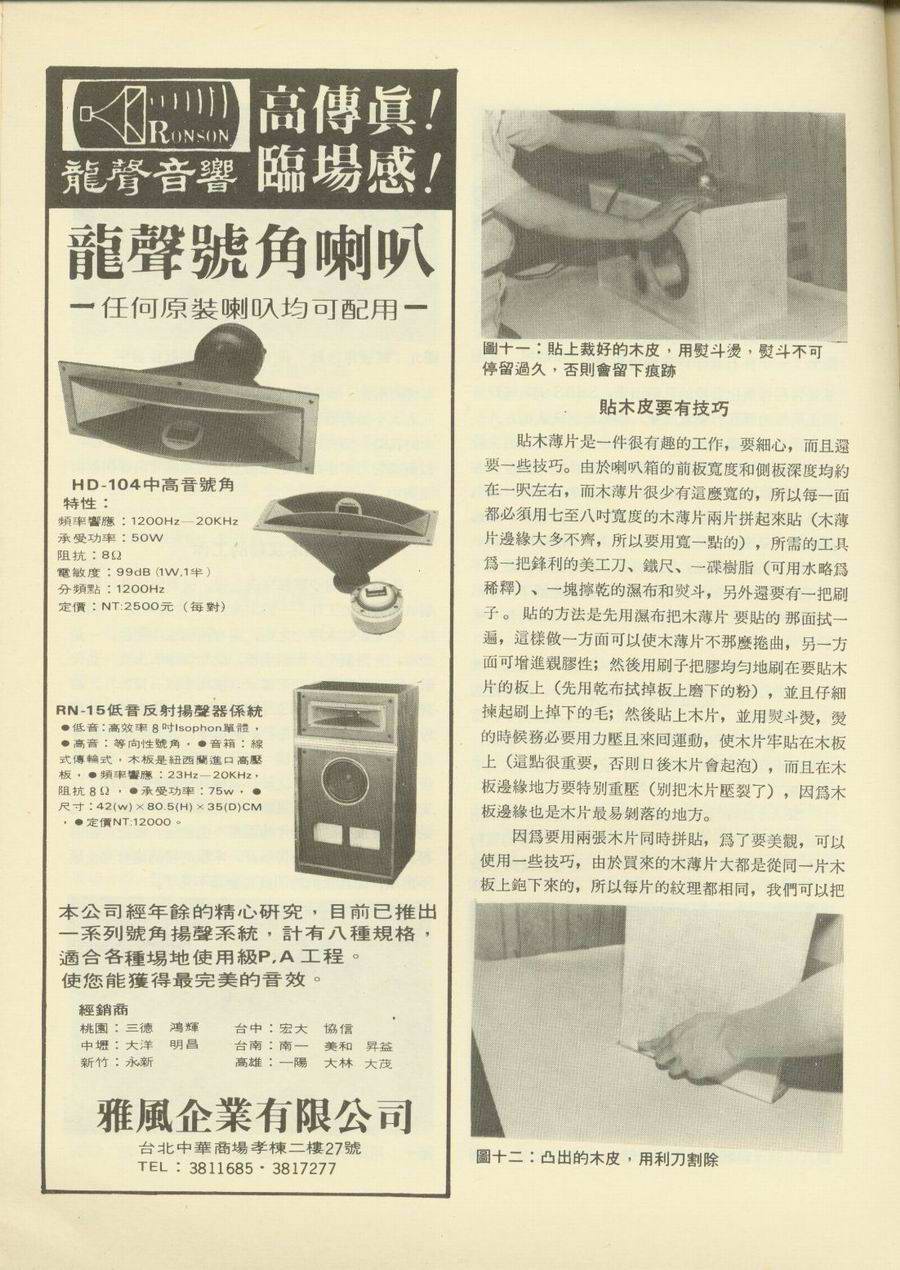 RONSON
龍聲音響
高傳眞!
臨場感!
龍聲號角喇叭
一任何原裝喇叭均可配用一
HD-104中高音號角
特性：
頻率響應：1200Hz—20KHz
承受功率：50W
阻抗：8Ω
電敏度：99dB (1W,1半)
分頻點：1200Hz
定價：NT:2500元（每對）
RN-15低音反射揚聲器係統
●低音：高效率8吋Isophon單體，
●高音：等向性號角，●音箱：線
式傳輸式，木板是紐西蘭進口高壓
板，●頻率響應：23Hz—20KHz，
阻抗8Ω，●承受功率：75w，●
尺寸：42(w)×80.5(H)×35(D)CM
，●定價NT:12000。
本公司經年餘的精心研究，目前已推出
一系列號角揚聲系統，計有八種規格，
適合各種場地使用級P.A工程。
使您能獲得最完美的音效。
經銷商
桃園：三德 鴻輝 台中：宏大 協信
中壢：大洋 明昌 台南：南一 美和 昇益
新竹：永新 高雄：一陽 大林 大茂
雅風企業有限公司
台北中華商場孝棟二樓27號
TEL：3811685・3817277
圖十一：貼上裁好的木皮，用熨斗燙，熨斗不可
停留過久，否則會留下痕跡
貼木皮要有技巧
貼木薄片是一件很有趣的工作，要細心，而且還
要一些技巧。由於喇叭箱的前板寬度和側板深度均約
在一呎左右，而木薄片很少有這麼寬的，所以每一面
都必須用七至八吋寬度的木薄片兩片拼起來貼（木薄
片邊緣大多不齊，所以要用寬一點的），所需的工具
爲一把鋒利的美工刀、鐵尺、一碟樹脂（可用水略爲
稀釋）、一塊擰乾的濕布和熨斗，另外還要有一把刷
子。貼的方法是先用濕布把木薄片要貼的那面拭一
遍，這樣做一方面可以使木薄片不那麼捲曲，另一方
面可增進親膠性；然後用刷子把膠均勻地刷在要貼木
片的板上（先用乾布拭掉板上磨下的粉），並且仔細
揀起刷上掉下的毛；然後貼上木片，並用熨斗燙，燙
的時候務必要用力壓且來回運動，使木片牢貼在木板
上（這點很重要，否則日後木片會起泡），而且在木
板邊緣地方要特別重壓（別把木片壓裂了），因爲木
板邊緣也是木片最易剝落的地方。
因爲要用兩張木片同時拼貼，爲了要美觀，可以
使用一些技巧，由於買來的木薄片大都是從同一片木
板上鉋下來的，所以每片的紋理都相同，我們可以把
圖十二：凸出的木皮，用利刀割除